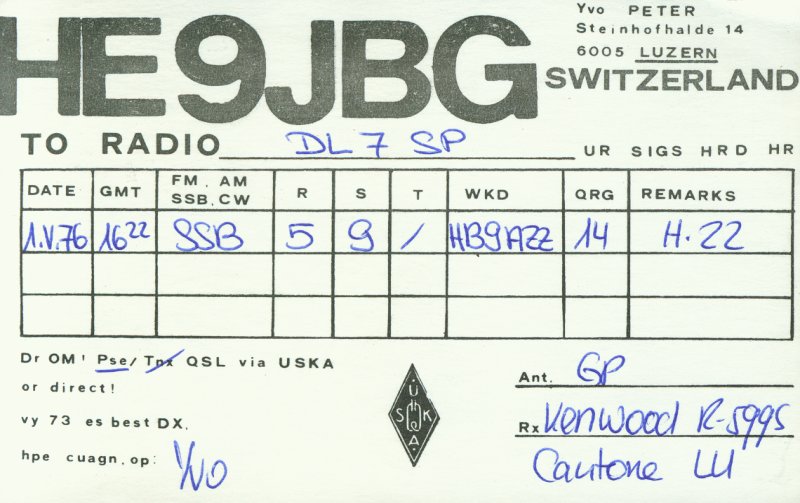 HE9JBG
Yvo PETER
Steinhofhalde 14
6005 LUZERN
SWITZERLAND
TO RADIO DL7SP UR SIGS HRD HR
DATE GMT FM, AM SSB, CW R S T WKD QRG REMARKS
1.V.76 16²² SSB 5 9 / HB9AZZ 14 H.22
Dr OM! Pse/Tnx QSL via USKA
or direct!
vy 73 es best DX,
hpe cuagn, op: Yvo
USKA
Ant. GP
Rx Kenwood R-599S
Cantone LU